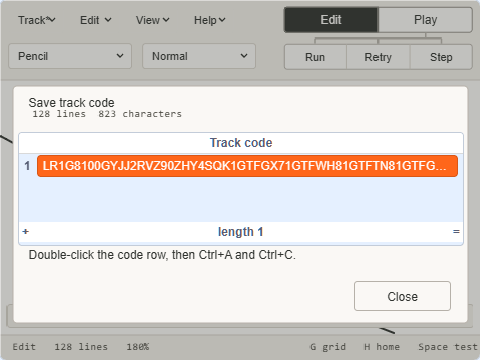 Track Edit View Help Edit Play
Pencil Normal Run Retry Step
Save track code
128 lines 823 characters
Track code
1 LR1G8100GYJJ2RVZ90ZHY4SQK1GTFGX71GTFWH81GTFTN81GTFG...
+ length 1 =
Double-click the code row, then Ctrl+A and Ctrl+C.
Close
Edit 128 lines 180% G grid H home Space test